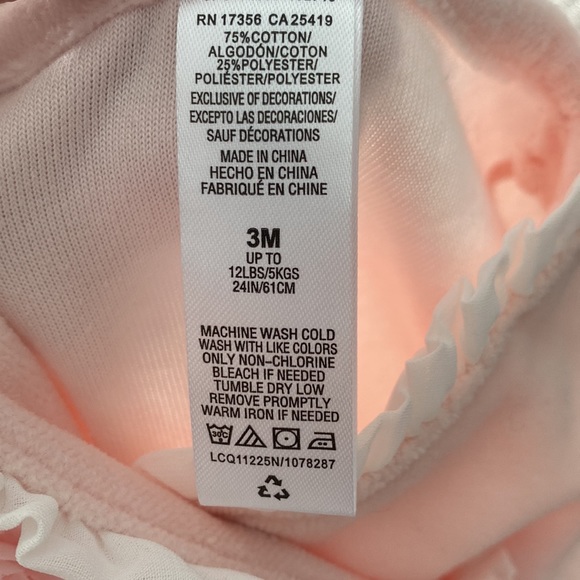 RN 17356 CA 25419
75%COTTON/
ALGODÓN/COTON
25%POLYESTER/
POLIÉSTER/POLYESTER
EXCLUSIVE OF DECORATIONS/
EXCEPTO LAS DECORACIONES/
SAUF DÉCORATIONS
MADE IN CHINA
HECHO EN CHINA
FABRIQUÉ EN CHINE
3M
UP TO
12LBS/5KGS
24IN/61CM
MACHINE WASH COLD
WASH WITH LIKE COLORS
ONLY NON-CHLORINE
BLEACH IF NEEDED
TUMBLE DRY LOW
REMOVE PROMPTLY
WARM IRON IF NEEDED
30°C
LCQ11225N/1078287